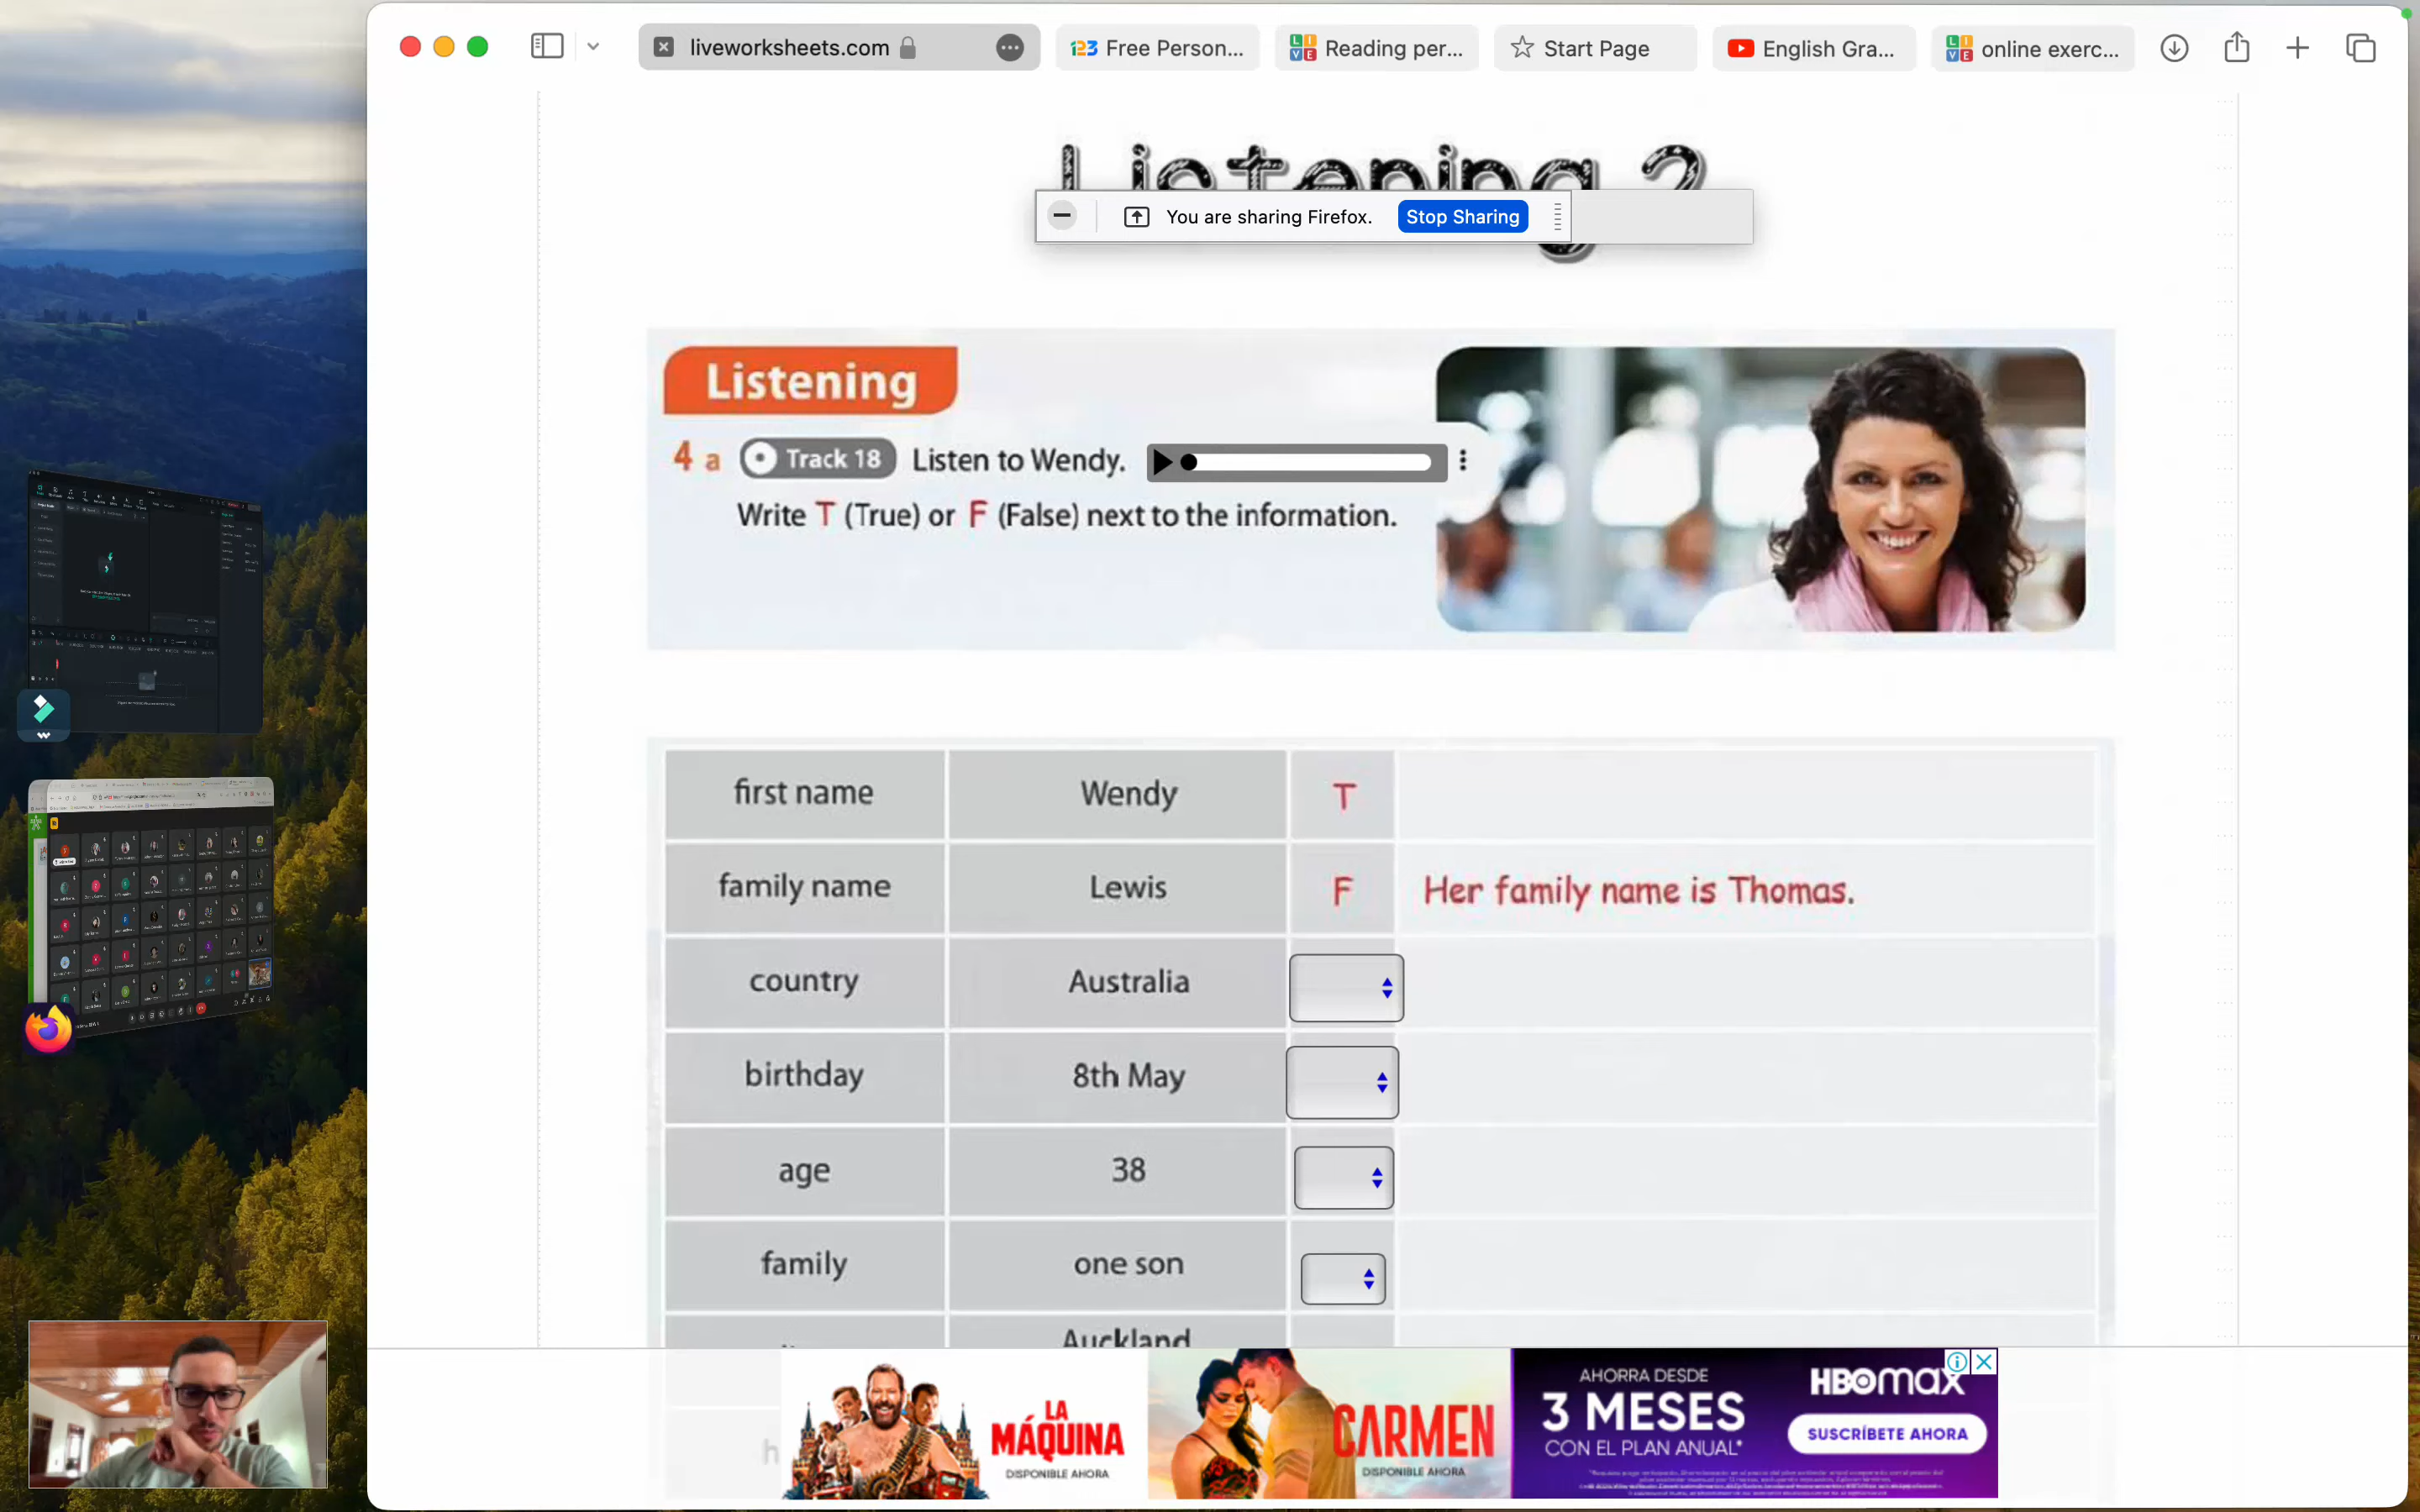 liveworksheets.com
Free Person...
Reading per...
Start Page
English Gra...
online exerc...
Listening 2
You are sharing Firefox.
Stop Sharing
Listening
4 a Track 18 Listen to Wendy.
Write T (True) or F (False) next to the information.
first name Wendy T
family name Lewis F Her family name is Thomas.
country Australia
birthday 8th May
age 38
family one son
Auckland
h
LA
MÁQUINA
DISPONIBLE AHORA
CARMEN
DISPONIBLE AHORA
AHORRA DESDE
3 MESES
CON EL PLAN ANUAL*
HBOmax
SUSCRÍBETE AHORA